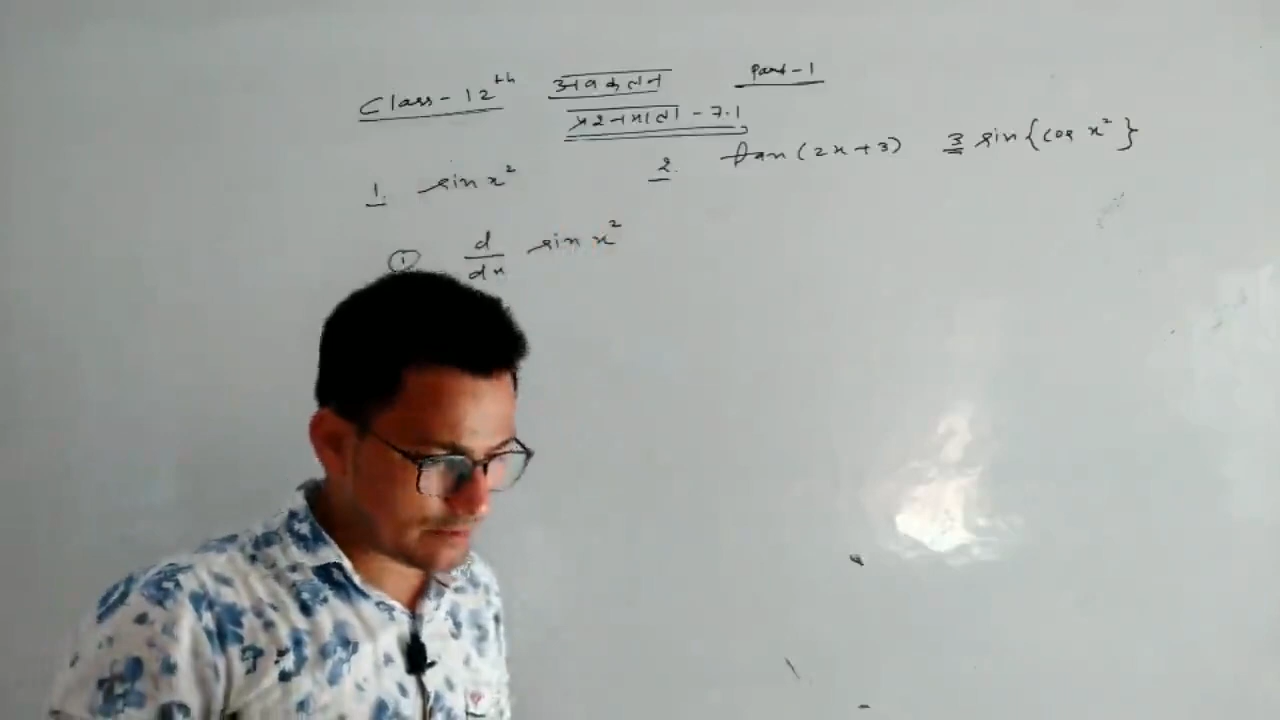 Class-12th अवकलन Part-1
प्रश्नमाला-7.1
1. sin x² 2. tan(2x+3) 3 sin{cos x²}
① d/dx sin x²